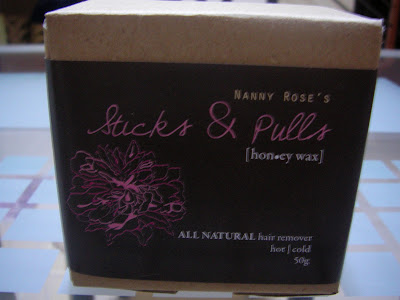 NANNY ROSE'S
Sticks & Pulls
[hon•ey wax]
ALL NATURAL hair remover
hot | cold
50g